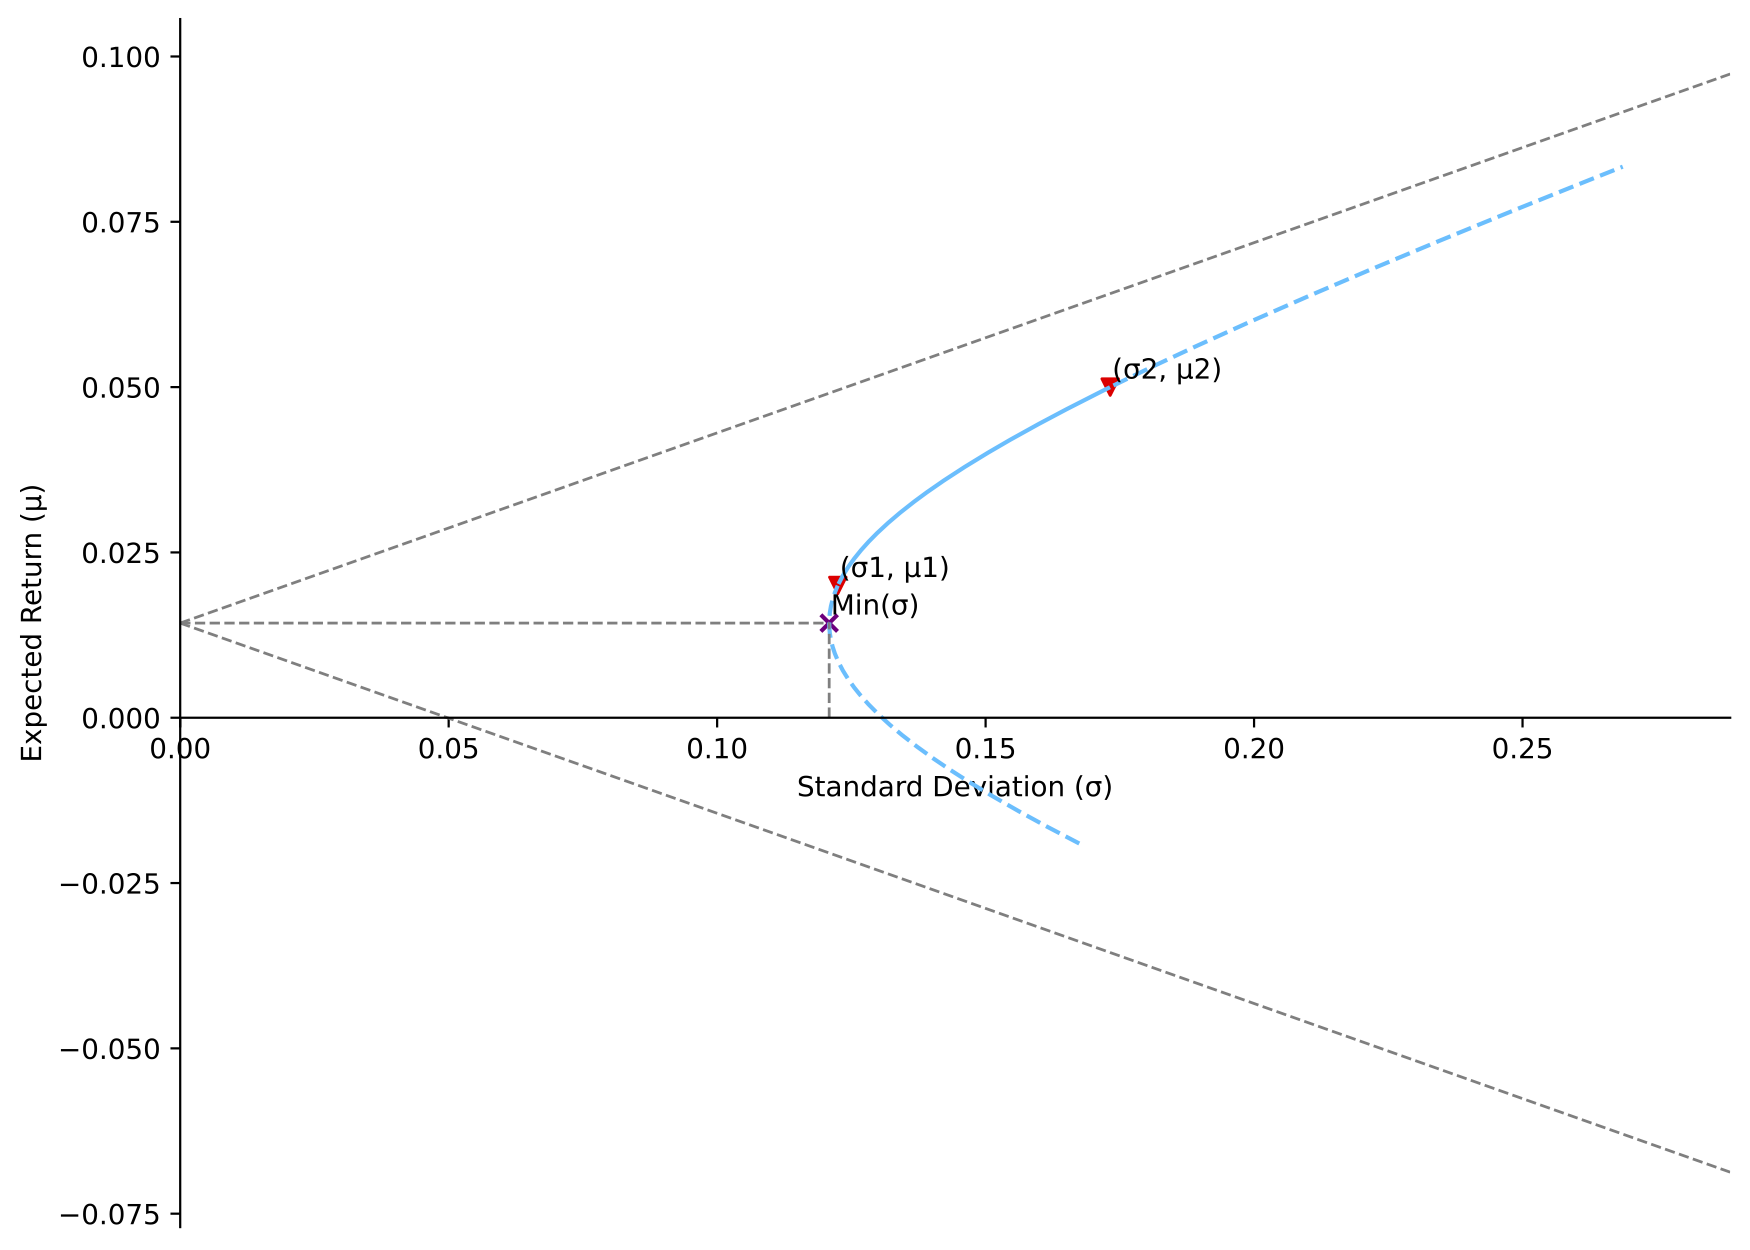 0.100
0.075
0.050
0.025
0.000
−0.025
−0.050
−0.075
Expected Return (μ)
(σ2, μ2)
(σ1, μ1)
Min(σ)
0.00 0.05 0.10 0.15 0.20 0.25
Standard Deviation (σ)